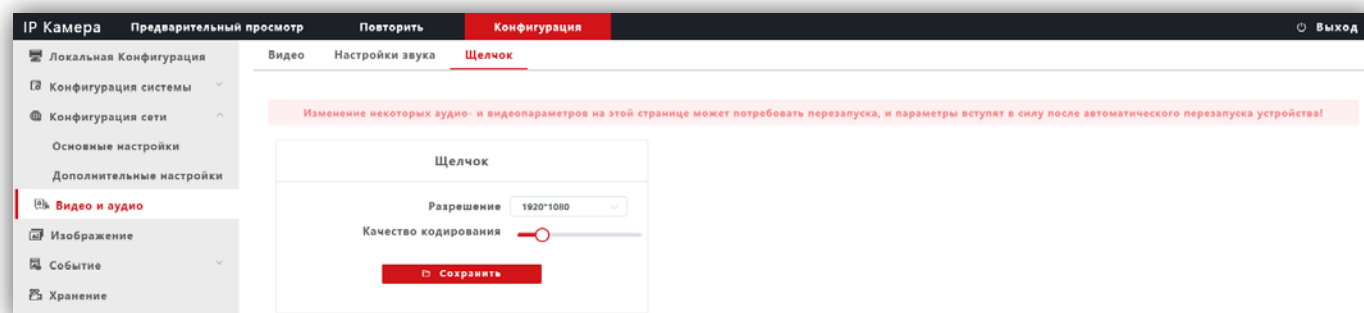 IP Камера Предварительный просмотр Повторить Конфигурация Выход
Локальная Конфигурация
Конфигурация системы
Конфигурация сети
Основные настройки
Дополнительные настройки
Видео и аудио
Изображение
Событие
Хранение
Видео Настройки звука Щелчок
Изменение некоторых аудио- и видеопараметров на этой странице может потребовать перезапуска, и параметры вступят в силу после автоматического перезапуска устройства!
Щелчок
Разрешение 1920*1080
Качество кодирования
Сохранить